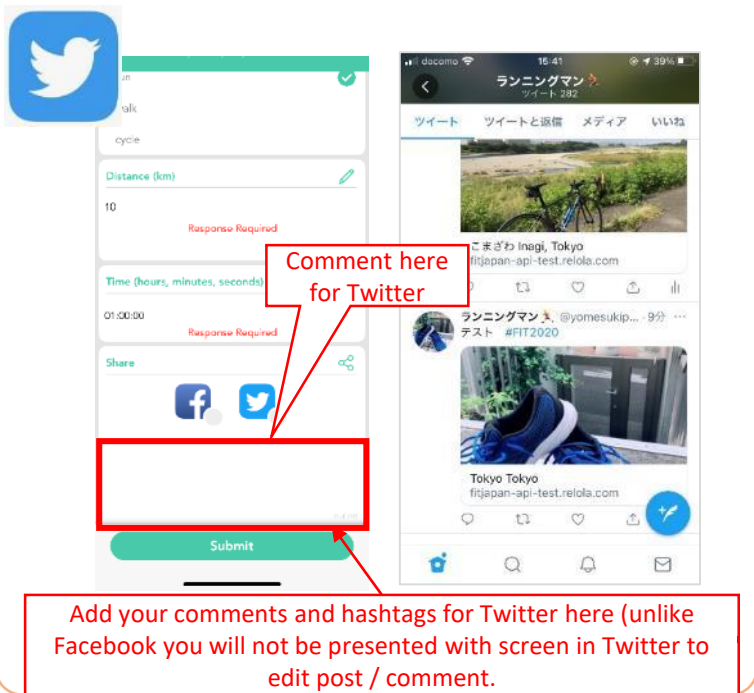 cycle
Distance (km)
10
Response Required
Time (hours, minutes, seconds)
01:00:00
Response Required
Share
Submit
Comment here
for Twitter
docomo 15:41 39%
ランニングマン
ツイート 282
ツイート ツイートと返信 メディア いいね
こまざわ Inagi, Tokyo
fitjapan-api-test.relola.com
ランニングマン @yomesukip... · 9分
テスト #FIT2020
Tokyo Tokyo
fitjapan-api-test.relola.com
Add your comments and hashtags for Twitter here (unlike
Facebook you will not be presented with screen in Twitter to
edit post / comment.